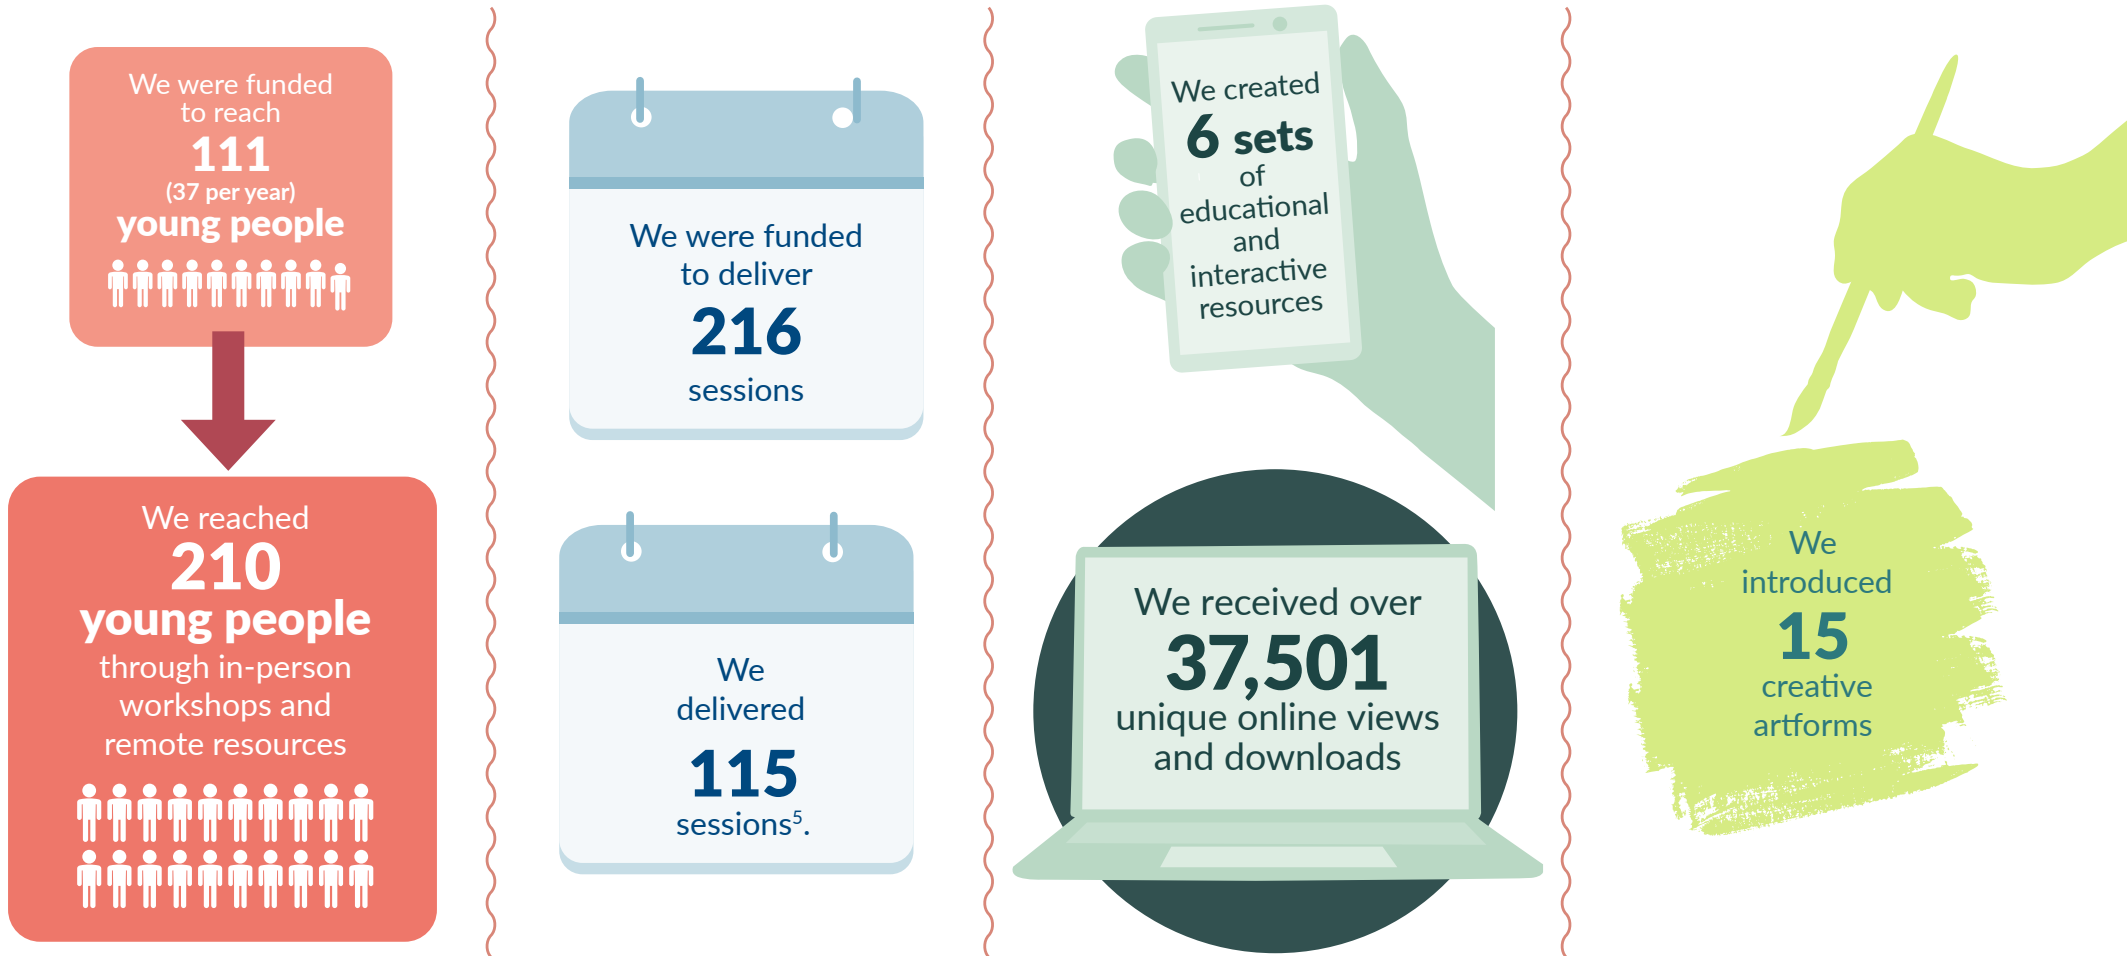 We were funded
to reach
111
(37 per year)
young people
We reached
210
young people
through in-person
workshops and
remote resources
We were funded
to deliver
216
sessions
We
delivered
115
sessions⁵.
We created
6 sets
of
educational
and
interactive
resources
We received over
37,501
unique online views
and downloads
We
introduced
15
creative
artforms